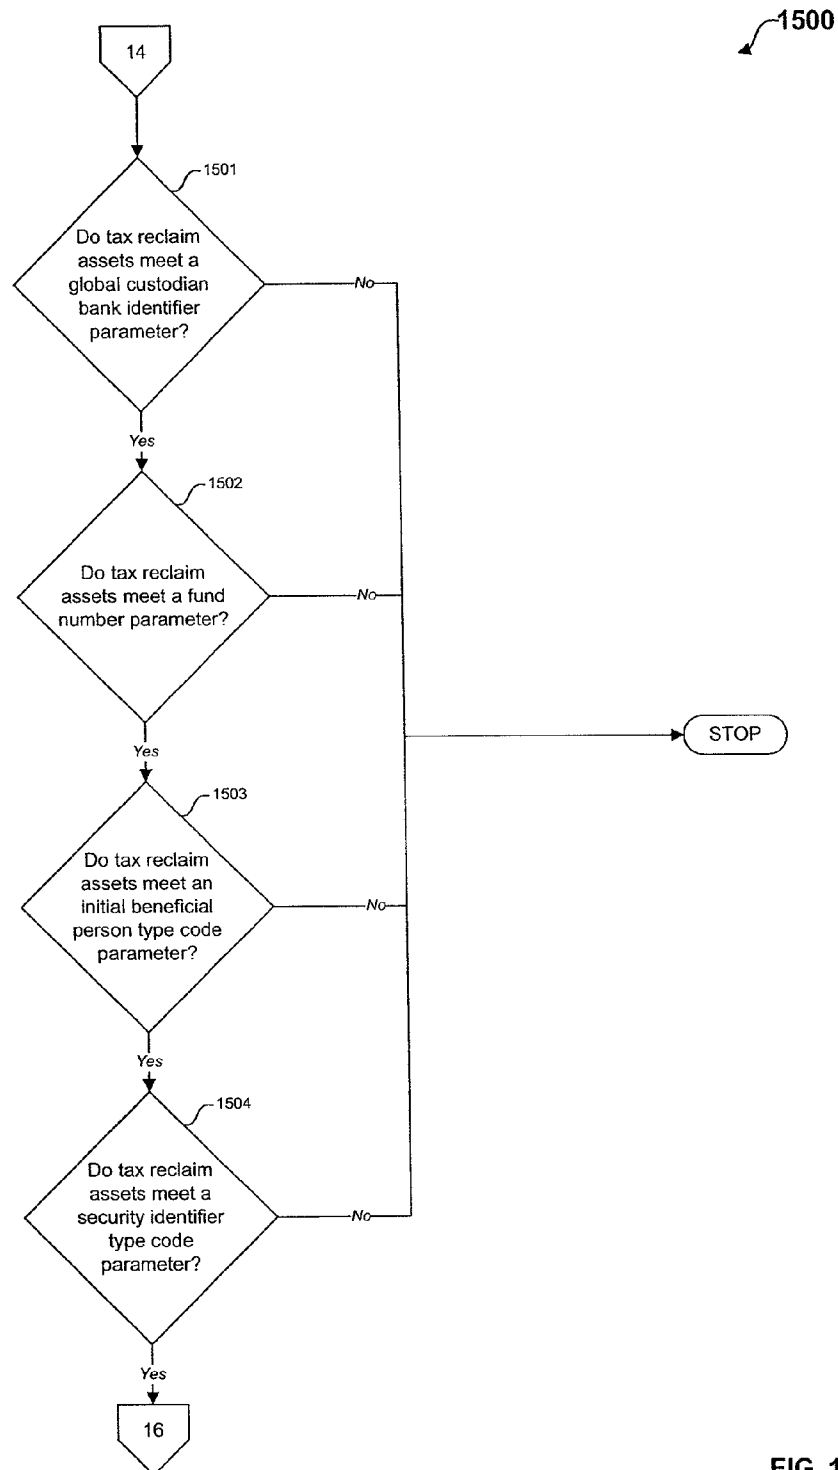 1500
14
1501
Do tax reclaim
assets meet a
global custodian
bank identifier
parameter?
No
Yes
1502
Do tax reclaim
assets meet a fund
number parameter?
No
STOP
Yes
1503
Do tax reclaim
assets meet an
initial beneficial
person type code
parameter?
No
Yes
1504
Do tax reclaim
assets meet a
security identifier
type code
parameter?
No
Yes
16
FIG. 1